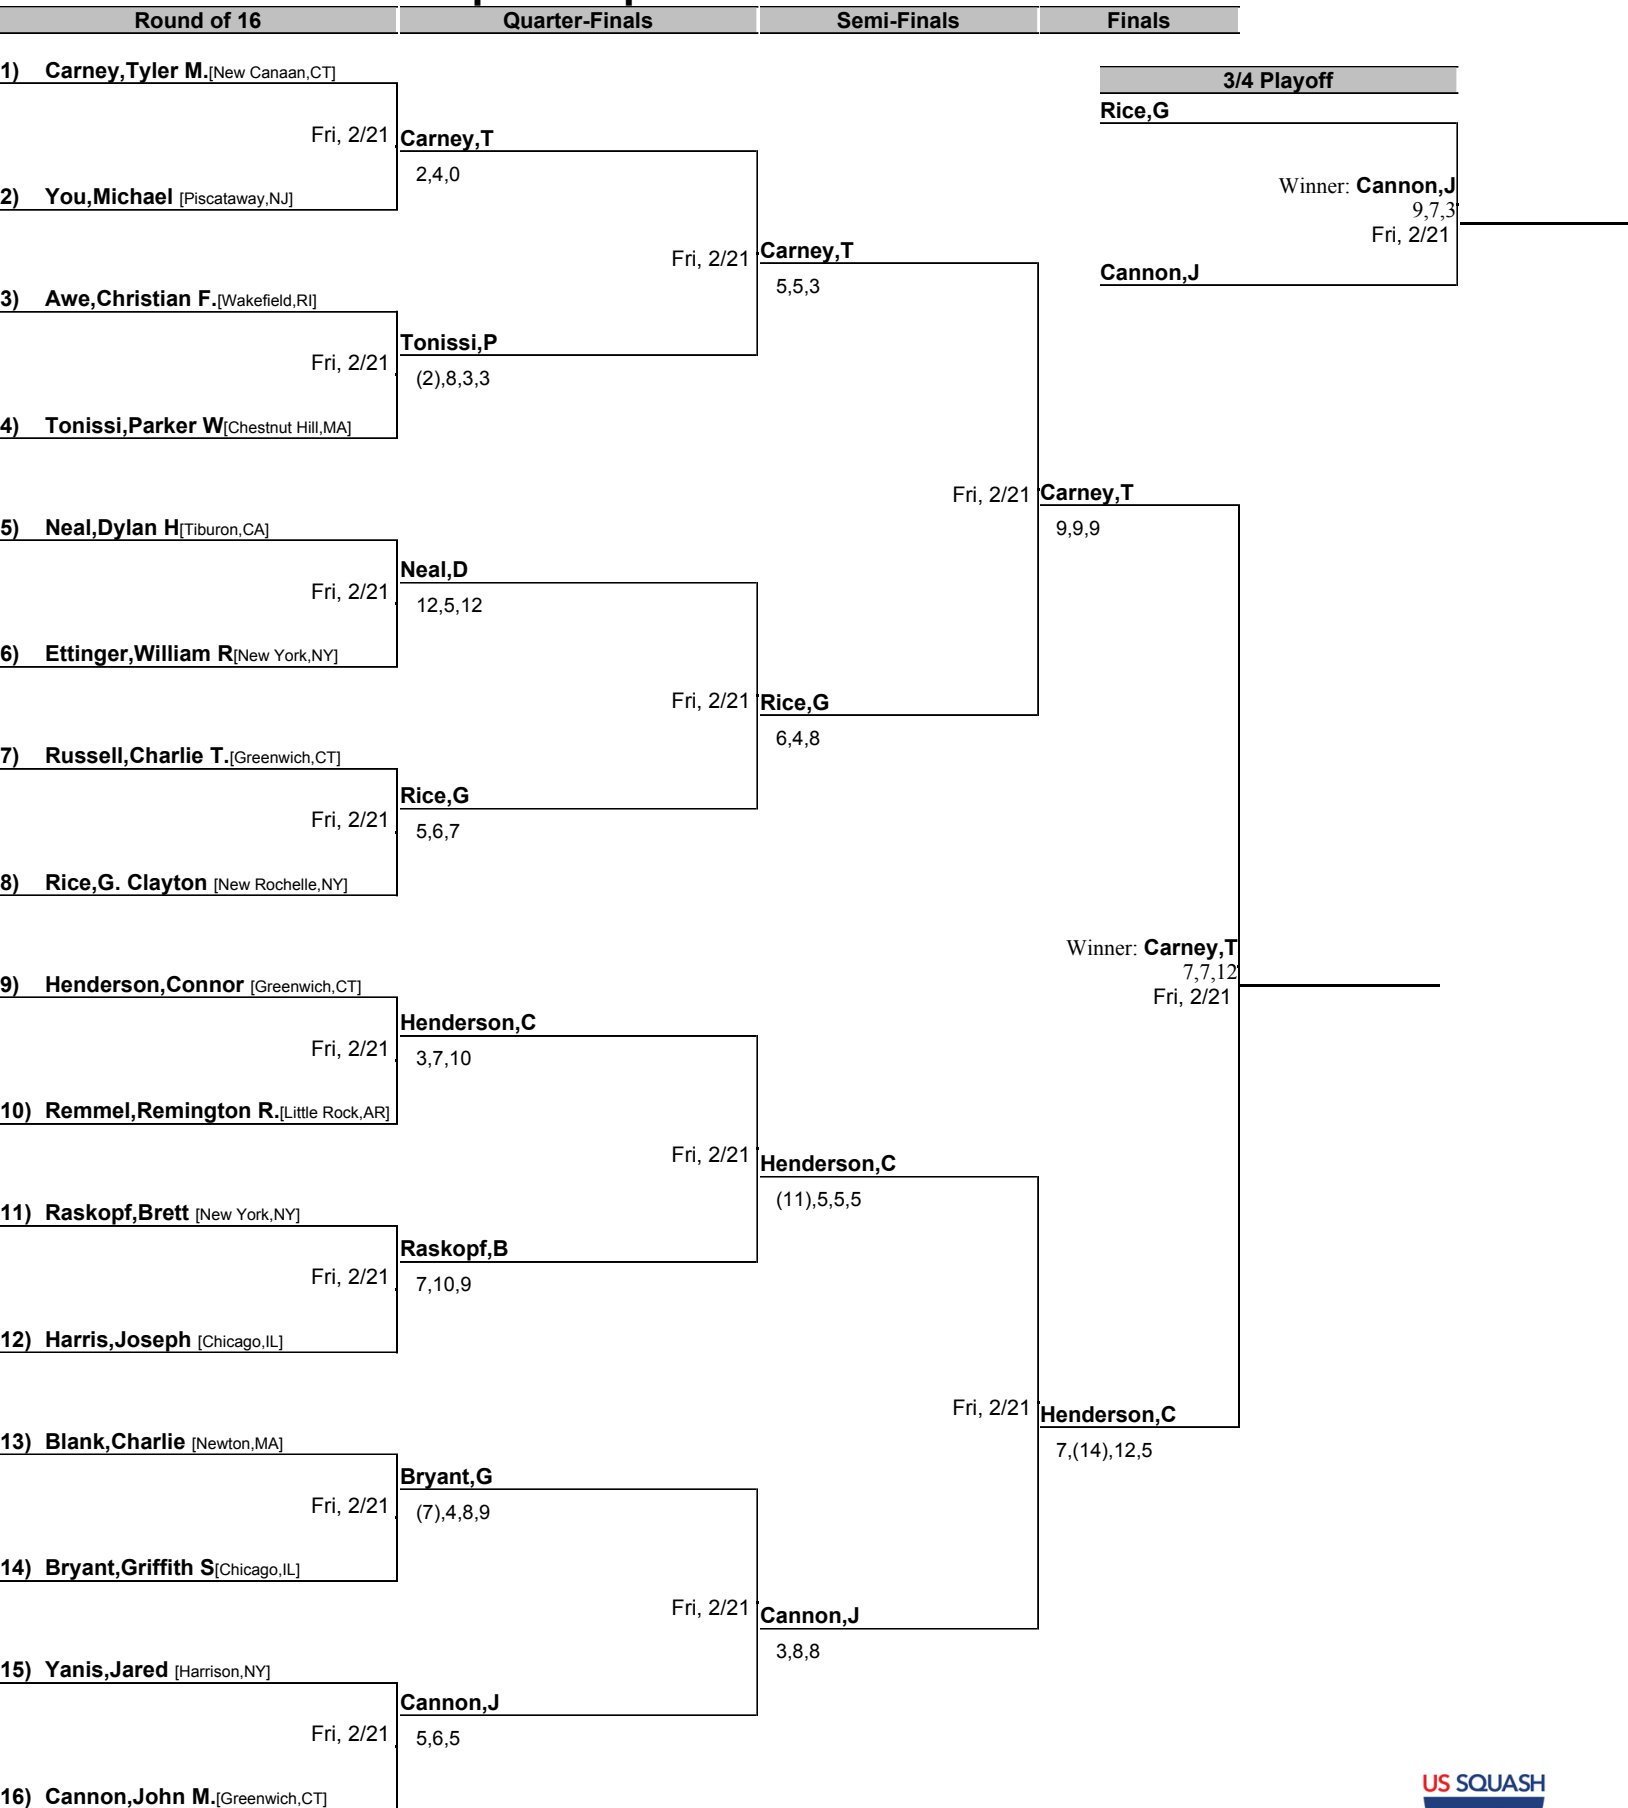 Round of 16 Quarter-Finals Semi-Finals Finals
1) Carney,Tyler M.[New Canaan,CT]
3/4 Playoff
Rice,G
Fri, 2/21 Carney,T
2,4,0
Winner: Cannon,J
2) You,Michael [Piscataway,NJ]
9,7,3
Fri, 2/21
Fri, 2/21 Carney,T
Cannon,J
5,5,3
3) Awe,Christian F.[Wakefield,RI]
Tonissi,P
Fri, 2/21
(2),8,3,3
4) Tonissi,Parker W[Chestnut Hill,MA]
Fri, 2/21 Carney,T
5) Neal,Dylan H[Tiburon,CA]
9,9,9
Neal,D
Fri, 2/21
12,5,12
6) Ettinger,William R[New York,NY]
Fri, 2/21 Rice,G
6,4,8
7) Russell,Charlie T.[Greenwich,CT]
Rice,G
Fri, 2/21
5,6,7
8) Rice,G. Clayton [New Rochelle,NY]
Winner: Carney,T
7,7,12
9) Henderson,Connor [Greenwich,CT]
Fri, 2/21
Henderson,C
Fri, 2/21
3,7,10
10) Remmel,Remington R.[Little Rock,AR]
Fri, 2/21 Henderson,C
(11),5,5,5
11) Raskopf,Brett [New York,NY]
Raskopf,B
Fri, 2/21
7,10,9
12) Harris,Joseph [Chicago,IL]
Fri, 2/21 Henderson,C
13) Blank,Charlie [Newton,MA]
7,(14),12,5
Bryant,G
Fri, 2/21
(7),4,8,9
14) Bryant,Griffith S[Chicago,IL]
Fri, 2/21 Cannon,J
3,8,8
15) Yanis,Jared [Harrison,NY]
Cannon,J
Fri, 2/21
5,6,5
US SQUASH
16) Cannon,John M.[Greenwich,CT]